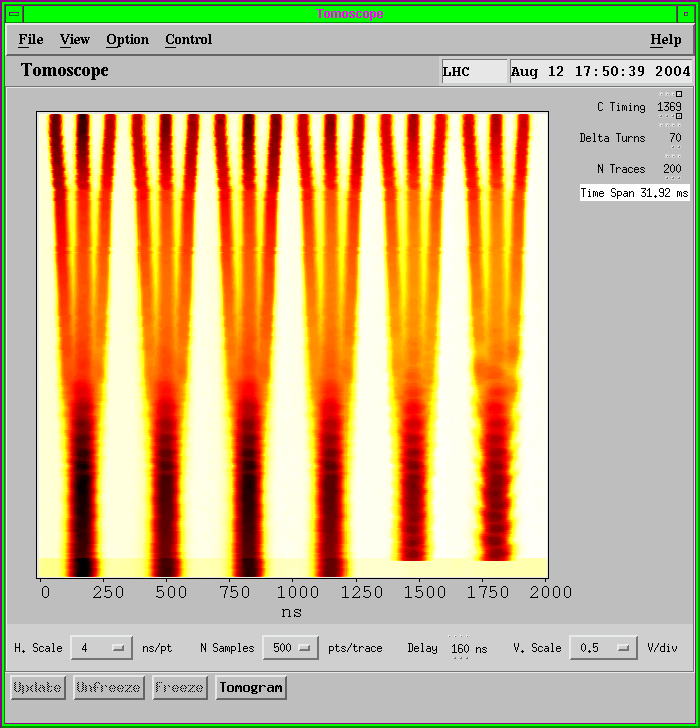 Tomoscope
File View Option Control Help
Tomoscope LHC Aug 12 17:50:39 2004
C Timing 1369
Delta Turns 70
N Traces 200
Time Span 31.92 ms
0 250 500 750 1000 1250 1500 1750 2000
ns
H. Scale 4 ns/pt N Samples 500 pts/trace Delay 160 ns V. Scale 0.5 V/div
Update Unfreeze Freeze Tomogram